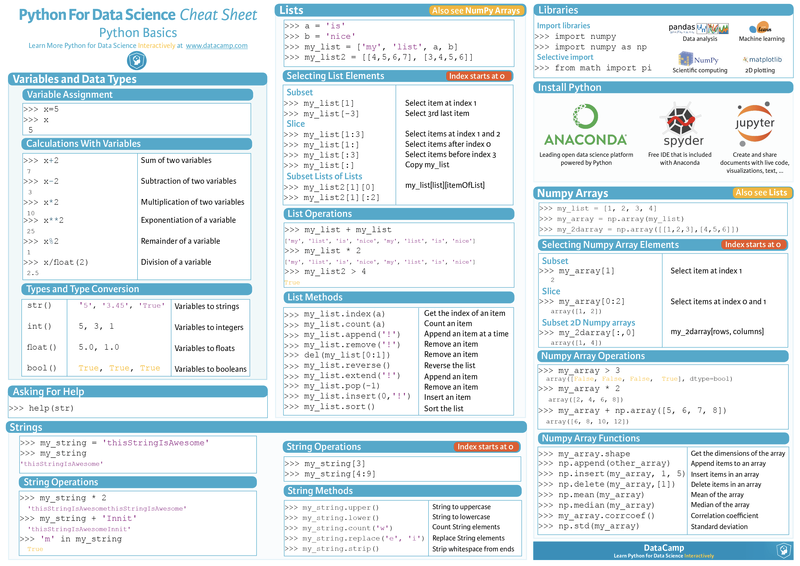 Python For Data Science Cheat Sheet
Python Basics
Learn More Python for Data Science Interactively at www.datacamp.com
Variables and Data Types
Variable Assignment
>>> x=5
>>> x
5
Calculations With Variables
>>> x+2 Sum of two variables
7
>>> x-2 Subtraction of two variables
3
>>> x*2 Multiplication of two variables
10
>>> x**2 Exponentiation of a variable
25
>>> x%2 Remainder of a variable
1
>>> x/float(2) Division of a variable
2.5
Types and Type Conversion
str() '5', '3.45', 'True' Variables to strings
int() 5, 3, 1 Variables to integers
float() 5.0, 1.0 Variables to floats
bool() True, True, True Variables to booleans
Asking For Help
>>> help(str)
Lists
Also see NumPy Arrays
>>> a = 'is'
>>> b = 'nice'
>>> my_list = ['my', 'list', a, b]
>>> my_list2 = [[4,5,6,7], [3,4,5,6]]
Selecting List Elements
Index starts at 0
Subset
>>> my_list[1] Select item at index 1
>>> my_list[-3] Select 3rd last item
Slice
>>> my_list[1:3] Select items at index 1 and 2
>>> my_list[1:] Select items after index 0
>>> my_list[:3] Select items before index 3
>>> my_list[:] Copy my_list
Subset Lists of Lists
>>> my_list2[1][0] my_list[list][itemOfList]
>>> my_list2[1][:2]
List Operations
>>> my_list + my_list
['my', 'list', 'is', 'nice', 'my', 'list', 'is', 'nice']
>>> my_list * 2
['my', 'list', 'is', 'nice', 'my', 'list', 'is', 'nice']
>>> my_list2 > 4
True
List Methods
>>> my_list.index(a) Get the index of an item
>>> my_list.count(a) Count an item
>>> my_list.append('!') Append an item at a time
>>> my_list.remove('!') Remove an item
>>> del(my_list[0:1]) Remove an item
>>> my_list.reverse() Reverse the list
>>> my_list.extend('!') Append an item
>>> my_list.pop(-1) Remove an item
>>> my_list.insert(0,'!') Insert an item
>>> my_list.sort() Sort the list
Strings
>>> my_string = 'thisStringIsAwesome'
>>> my_string
'thisStringIsAwesome'
String Operations
>>> my_string * 2
'thisStringIsAwesomethisStringIsAwesome'
>>> my_string + 'Innit'
'thisStringIsAwesomeInnit'
>>> 'm' in my_string
True
String Operations
Index starts at 0
>>> my_string[3]
>>> my_string[4:9]
String Methods
>>> my_string.upper() String to uppercase
>>> my_string.lower() String to lowercase
>>> my_string.count('w') Count String elements
>>> my_string.replace('e', 'i') Replace String elements
>>> my_string.strip() Strip whitespace from ends
Libraries
Import libraries
>>> import numpy
>>> import numpy as np
Selective import
>>> from math import pi
pandas
Data analysis
learn
Machine learning
NumPy
Scientific computing
matplotlib
2D plotting
Install Python
ANACONDA
Leading open data science platform
powered by Python
spyder
Free IDE that is included
with Anaconda
jupyter
Create and share
documents with live code,
visualizations, text, ...
Numpy Arrays
Also see Lists
>>> my_list = [1, 2, 3, 4]
>>> my_array = np.array(my_list)
>>> my_2darray = np.array([[1,2,3],[4,5,6]])
Selecting Numpy Array Elements
Index starts at 0
Subset
>>> my_array[1] Select item at index 1
2
Slice
>>> my_array[0:2] Select items at index 0 and 1
array([1, 2])
Subset 2D Numpy arrays
>>> my_2darray[:,0] my_2darray[rows, columns]
array([1, 4])
Numpy Array Operations
>>> my_array > 3
array([False, False, False, True], dtype=bool)
>>> my_array * 2
array([2, 4, 6, 8])
>>> my_array + np.array([5, 6, 7, 8])
array([6, 8, 10, 12])
Numpy Array Functions
>>> my_array.shape Get the dimensions of the array
>>> np.append(other_array) Append items to an array
>>> np.insert(my_array, 1, 5) Insert items in an array
>>> np.delete(my_array,[1]) Delete items in an array
>>> np.mean(my_array) Mean of the array
>>> np.median(my_array) Median of the array
>>> my_array.corrcoef() Correlation coefficient
>>> np.std(my_array) Standard deviation
DataCamp
Learn Python for Data Science Interactively